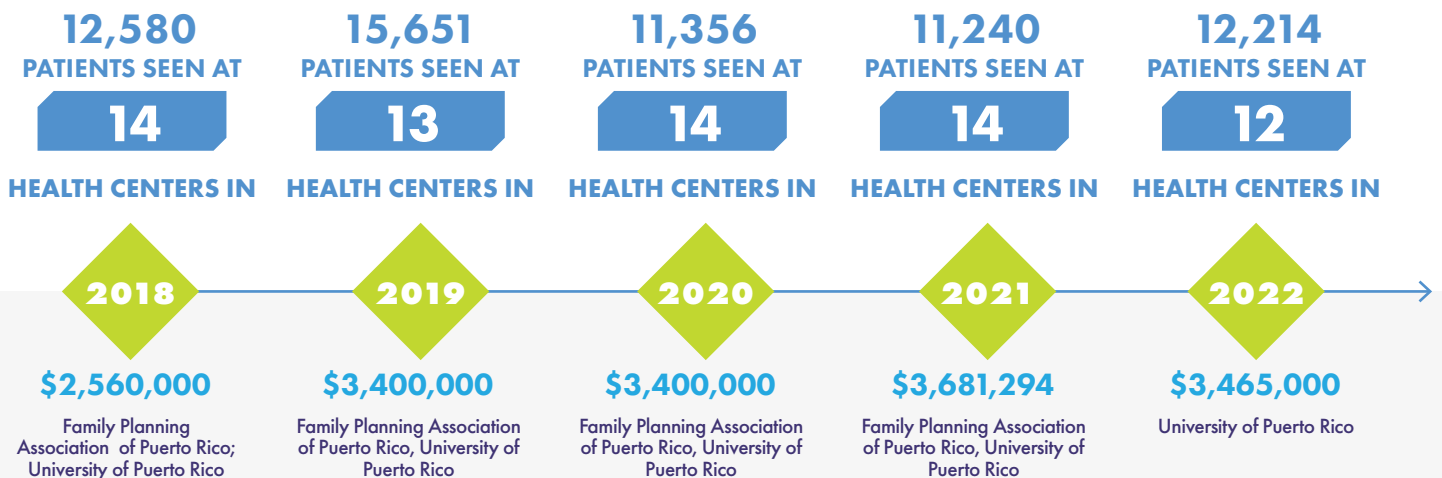 12,580
PATIENTS SEEN AT
14
HEALTH CENTERS IN
2018
$2,560,000
Family Planning
Association of Puerto Rico;
University of Puerto Rico
15,651
PATIENTS SEEN AT
13
HEALTH CENTERS IN
2019
$3,400,000
Family Planning Association
of Puerto Rico, University of
Puerto Rico
11,356
PATIENTS SEEN AT
14
HEALTH CENTERS IN
2020
$3,400,000
Family Planning Association
of Puerto Rico, University of
Puerto Rico
11,240
PATIENTS SEEN AT
14
HEALTH CENTERS IN
2021
$3,681,294
Family Planning Association
of Puerto Rico, University of
Puerto Rico
12,214
PATIENTS SEEN AT
12
HEALTH CENTERS IN
2022
$3,465,000
University of Puerto Rico